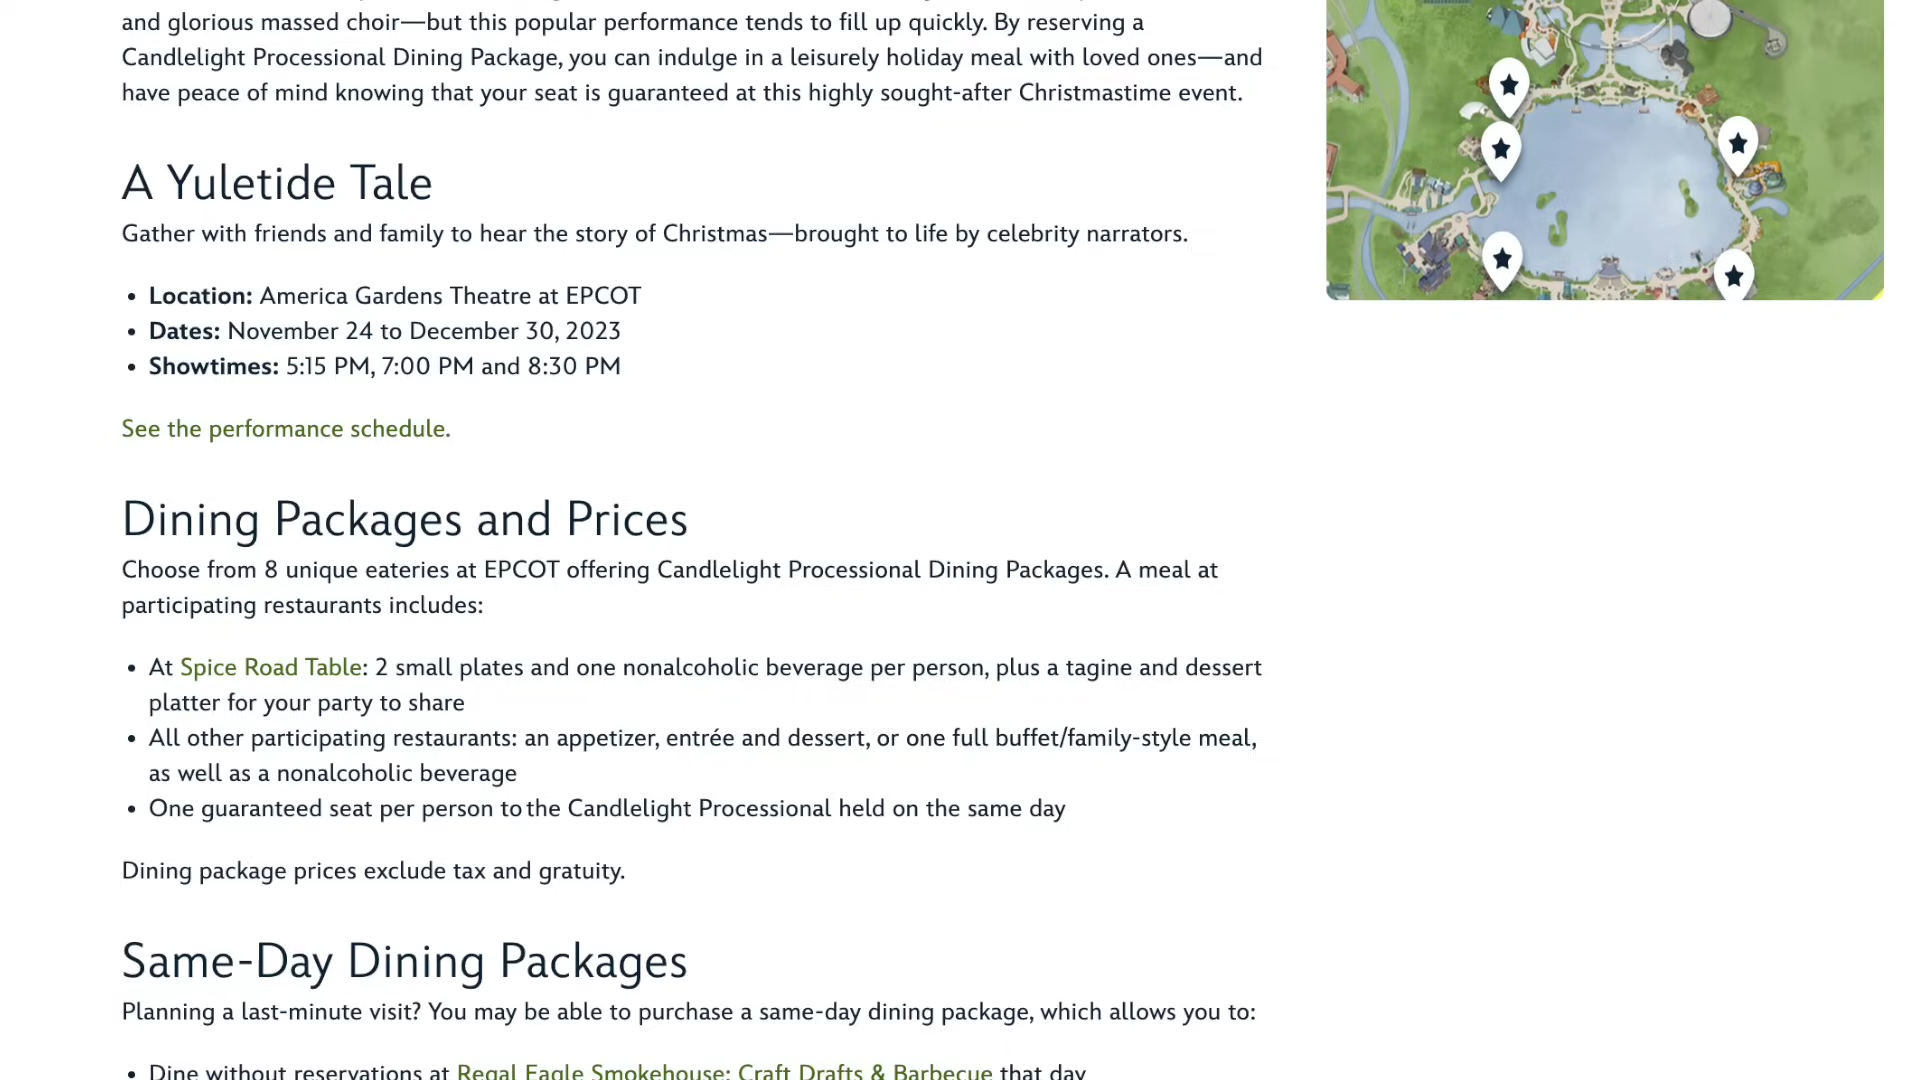 and glorious massed choir—but this popular performance tends to fill up quickly. By reserving a
Candlelight Processional Dining Package, you can indulge in a leisurely holiday meal with loved ones—and
have peace of mind knowing that your seat is guaranteed at this highly sought-after Christmastime event.
A Yuletide Tale
Gather with friends and family to hear the story of Christmas—brought to life by celebrity narrators.
• Location: America Gardens Theatre at EPCOT
• Dates: November 24 to December 30, 2023
• Showtimes: 5:15 PM, 7:00 PM and 8:30 PM
See the performance schedule.
Dining Packages and Prices
Choose from 8 unique eateries at EPCOT offering Candlelight Processional Dining Packages. A meal at
participating restaurants includes:
• At Spice Road Table: 2 small plates and one nonalcoholic beverage per person, plus a tagine and dessert
platter for your party to share
• All other participating restaurants: an appetizer, entrée and dessert, or one full buffet/family-style meal,
as well as a nonalcoholic beverage
• One guaranteed seat per person to the Candlelight Processional held on the same day
Dining package prices exclude tax and gratuity.
Same-Day Dining Packages
Planning a last-minute visit? You may be able to purchase a same-day dining package, which allows you to:
• Dine without reservations at Regal Eagle Smokehouse: Craft Drafts & Barbecue that day